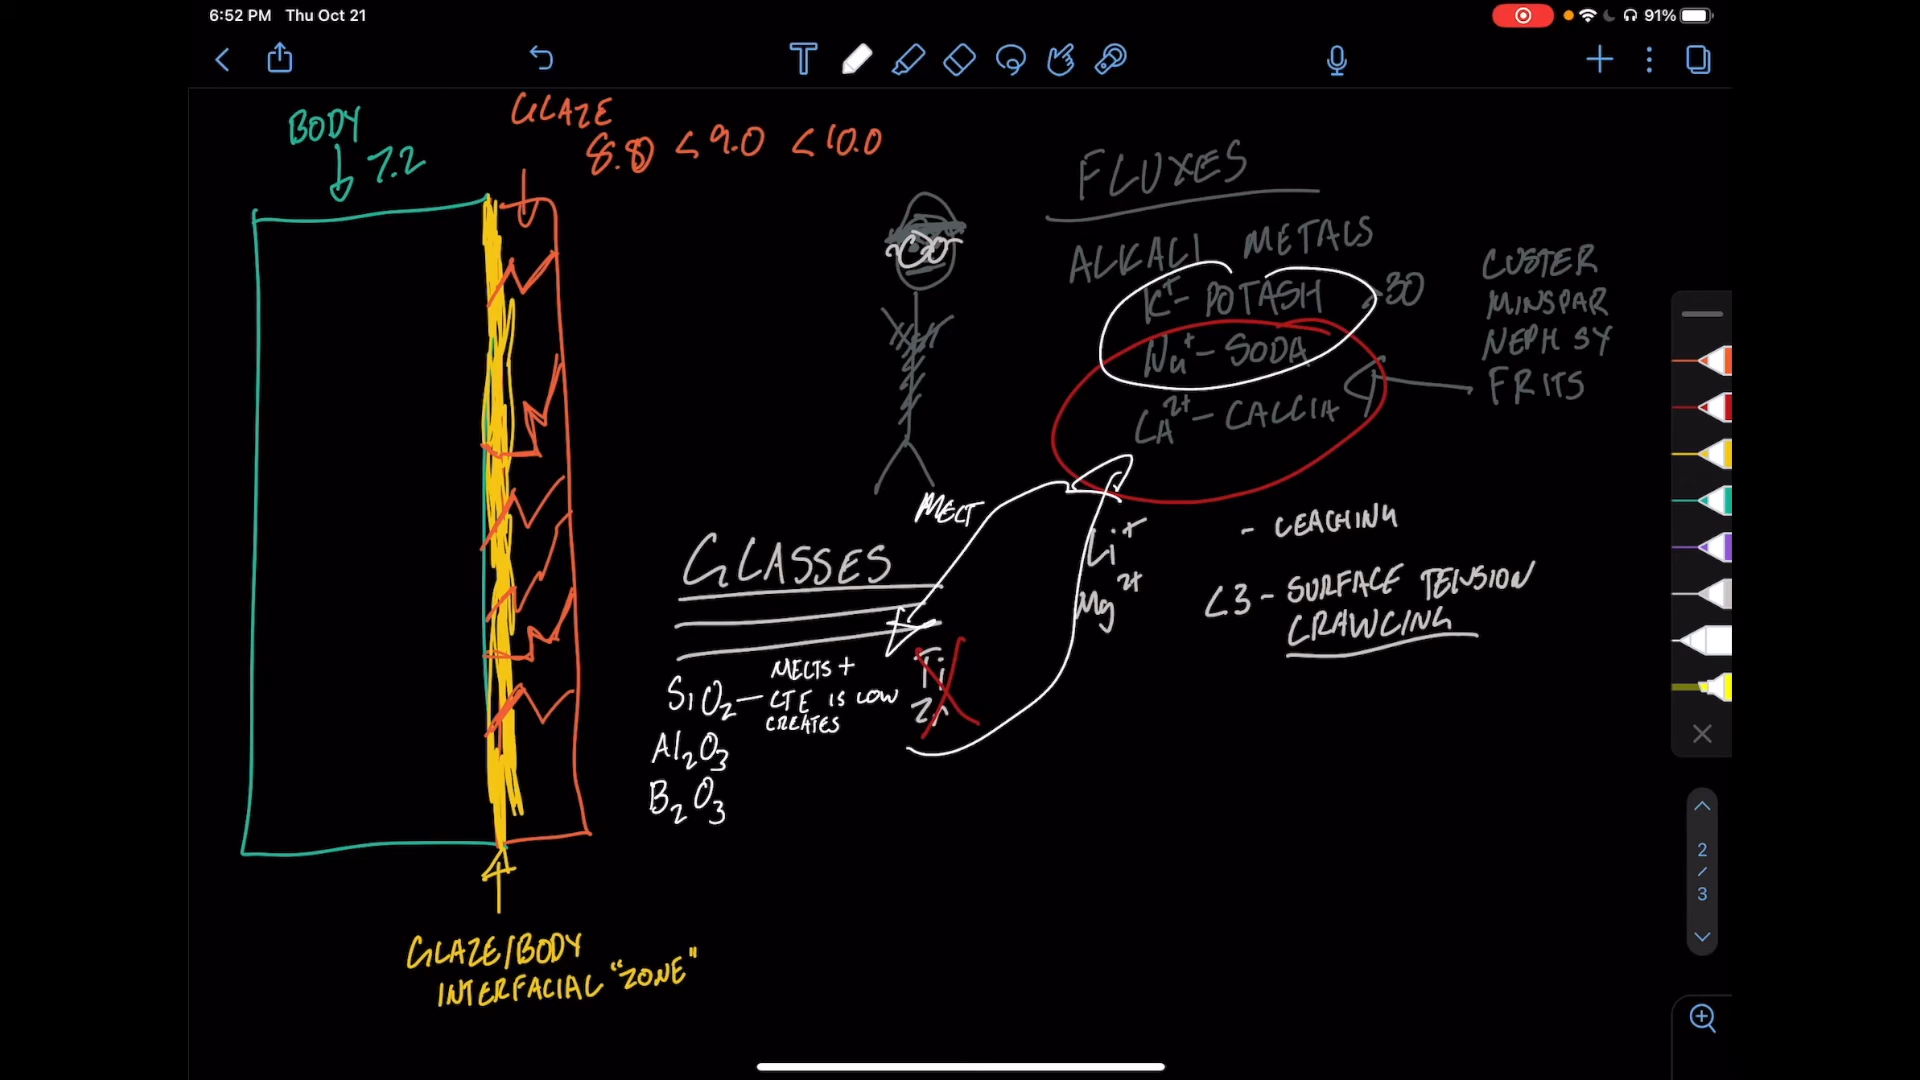 6:52 PM Thu Oct 21
91%
BODY
7.2
GLAZE
8.8 < 9.0 < 10.0
FLUXES
ALKALI METALS
K+ - POTASH
30
Na+ - SODA
CA2+ - CALCIA
CUSTER
MINSPAR
NEPH SY
FRITS
MELT
Li+
Mg2+
- LEACHING
<3 - SURFACE TENSION
CRAWLING
GLASSES
MELTS +
SiO2 - CTE IS LOW
CREATES
Al2O3
B2O3
Ti
GLAZE/BODY
INTERFACIAL "ZONE"
2
/
3